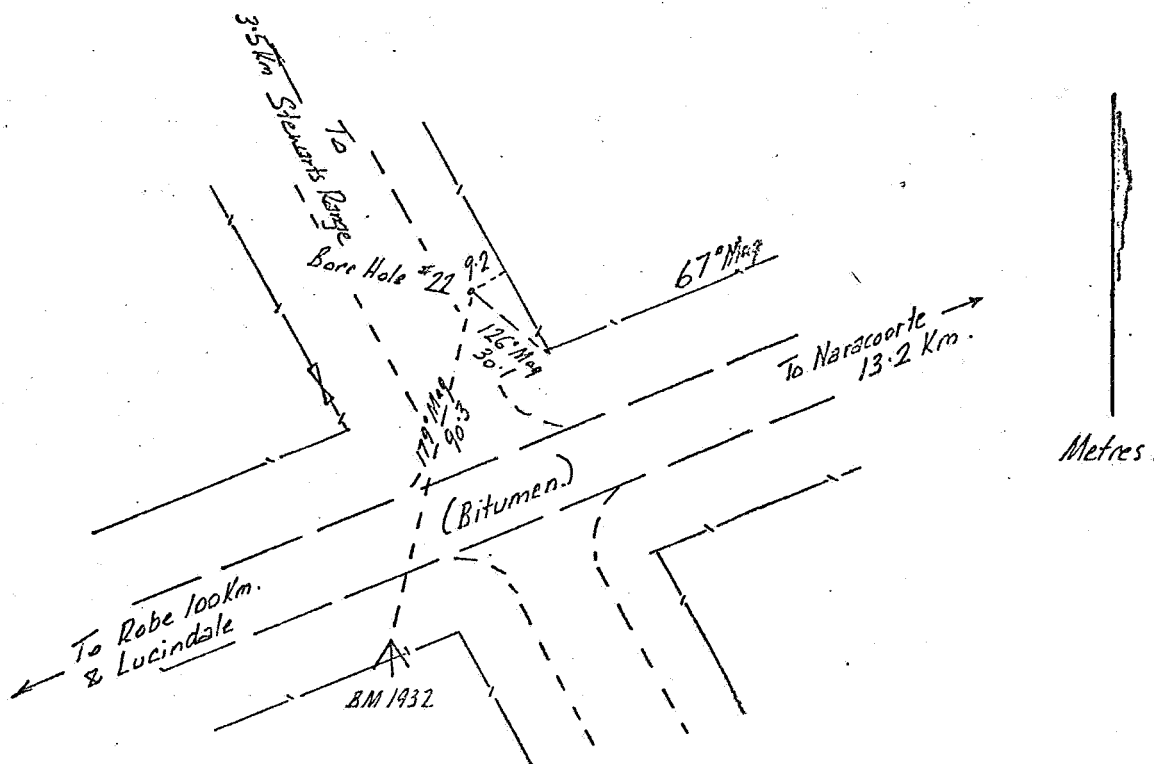 3.5 Km Stewarts Range
To
Bore Hole #22
9.2
67° Mag
126° Mag
30.1
To Naracoorte
13.2 Km.
179° Mag
90.3
Metres
(Bitumen.)
To Robe 100Km.
& Lucindale
BM 1932